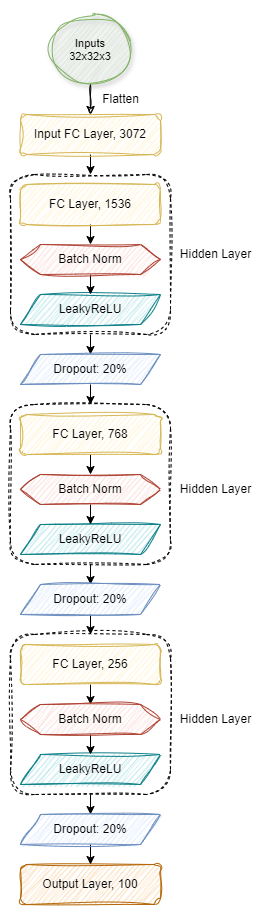 Inputs
32x32x3
Flatten
Input FC Layer, 3072
FC Layer, 1536
Hidden Layer
Batch Norm
LeakyReLU
Dropout: 20%
FC Layer, 768
Batch Norm
Hidden Layer
LeakyReLU
Dropout: 20%
FC Layer, 256
Batch Norm
Hidden Layer
LeakyReLU
Dropout: 20%
Output Layer, 100